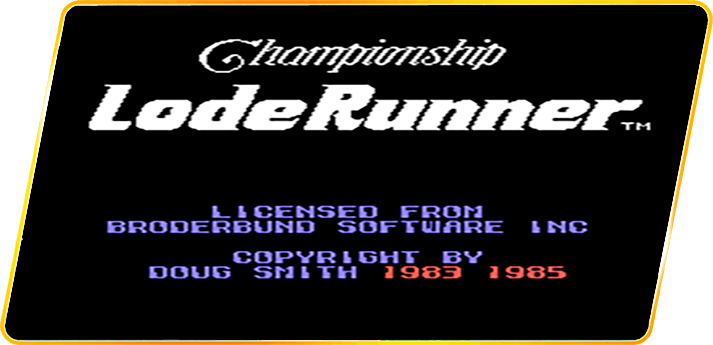 Championship
LodeRunner™
LICENSED FROM
BRODERBUND SOFTWARE INC
COPYRIGHT BY
DOUG SMITH 1983 1985